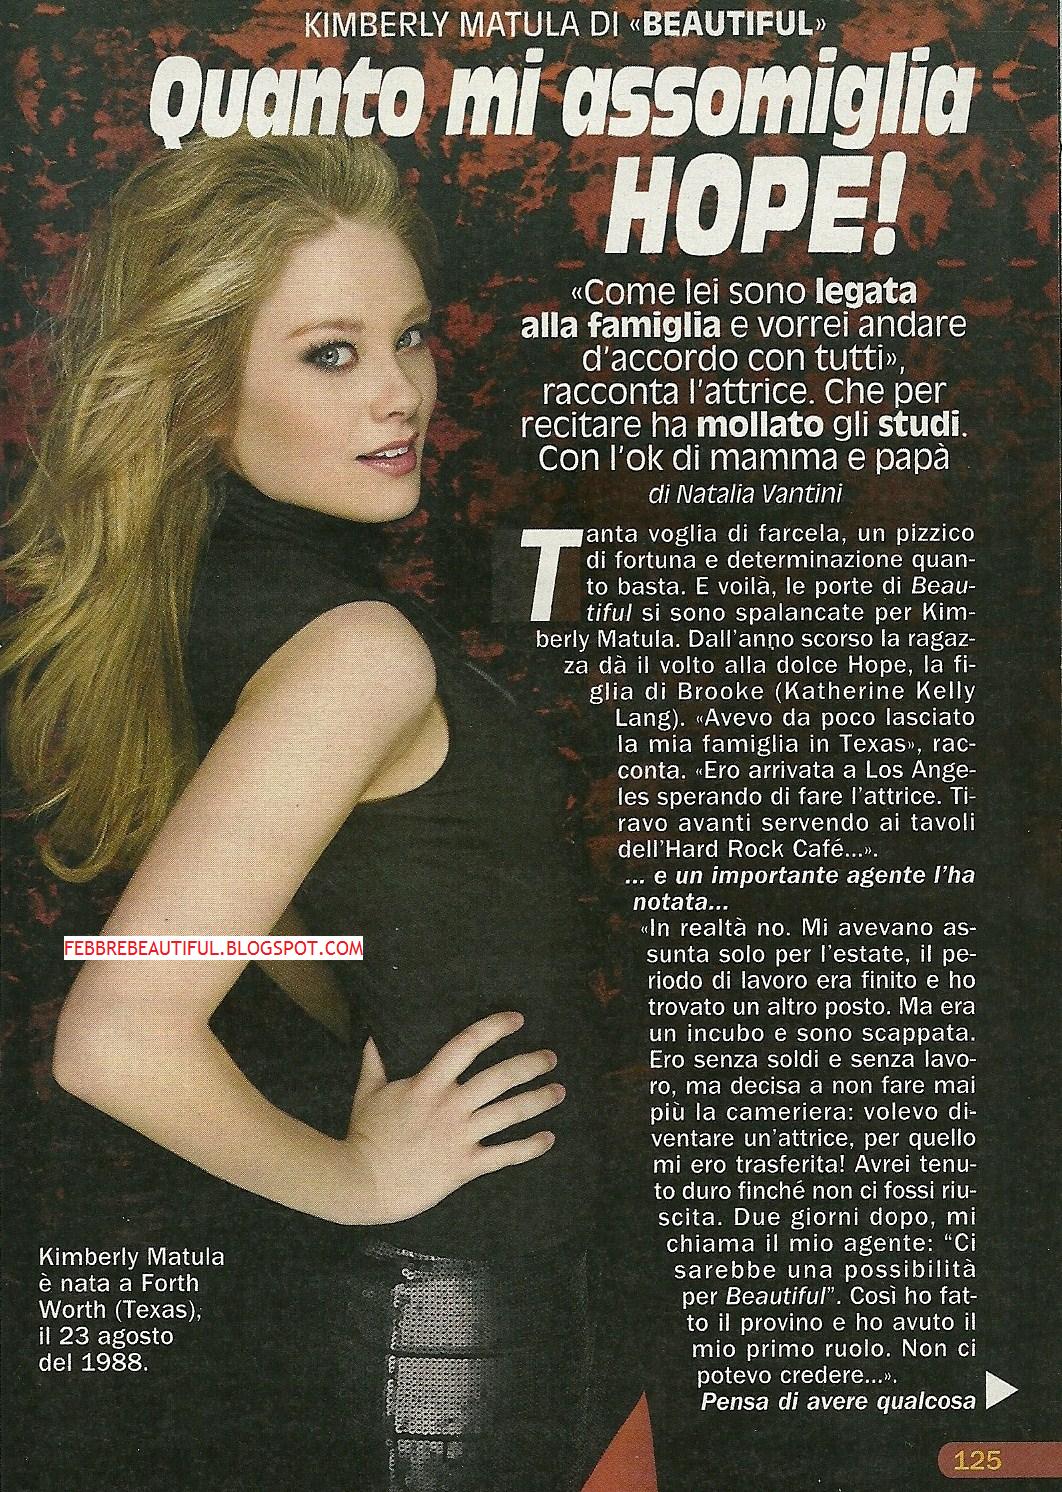 KIMBERLY MATULA DI «BEAUTIFUL»
Quanto mi assomiglia
HOPE!
«Come lei sono legata
alla famiglia e vorrei andare
d'accordo con tutti»,
racconta l'attrice. Che per
recitare ha mollato gli studi.
Con l'ok di mamma e papà
di Natalia Vantini
Tanta voglia di farcela, un pizzico
di fortuna e determinazione quan-
to basta. E voilà, le porte di Beau-
tiful si sono spalancate per Kim-
berly Matula. Dall'anno scorso la ragaz-
za dà il volto alla dolce Hope, la fi-
glia di Brooke (Katherine Kelly
Lang). «Avevo da poco lasciato
la mia famiglia in Texas», rac-
conta. «Ero arrivata a Los Ange-
les sperando di fare l'attrice. Ti-
ravo avanti servendo ai tavoli
dell'Hard Rock Café...».
... e un importante agente l'ha
notata...
«In realtà no. Mi avevano as-
sunta solo per l'estate, il pe-
riodo di lavoro era finito e ho
trovato un altro posto. Ma era
un incubo e sono scappata.
Ero senza soldi e senza lavo-
ro, ma decisa a non fare mai
più la cameriera: volevo di-
ventare un'attrice, per quello
mi ero trasferita! Avrei tenu-
to duro finché non ci fossi riu-
scita. Due giorni dopo, mi
chiama il mio agente: "Ci
sarebbe una possibilità
per Beautiful". Così ho fat-
to il provino e ho avuto il
mio primo ruolo. Non ci
potevo credere...».
Pensa di avere qualcosa
FEBBREBEAUTIFUL.BLOGSPOT.COM
Kimberly Matula
è nata a Forth
Worth (Texas),
il 23 agosto
del 1988.
125